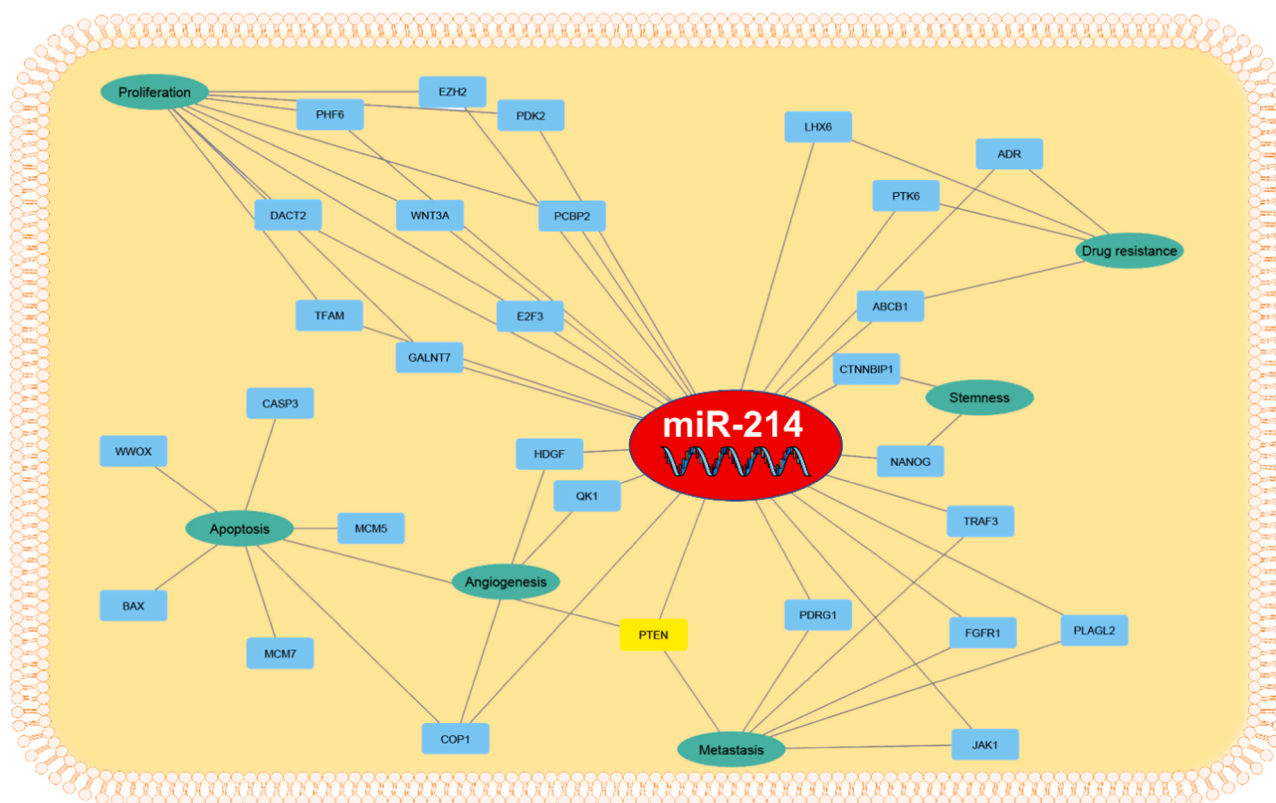 Proliferation
EZH2
PHF6
PDK2
LHX6
ADR
PTK6
DACT2
WNT3A
PCBP2
Drug resistance
TFAM
E2F3
ABCB1
GALNT7
CTNNBIP1
CASP3
Stemness
miR-214
WWOX
HDGF
NANOG
QK1
Apoptosis
MCM5
TRAF3
Angiogenesis
BAX
PTEN
PDRG1
FGFR1
PLAGL2
MCM7
COP1
Metastasis
JAK1